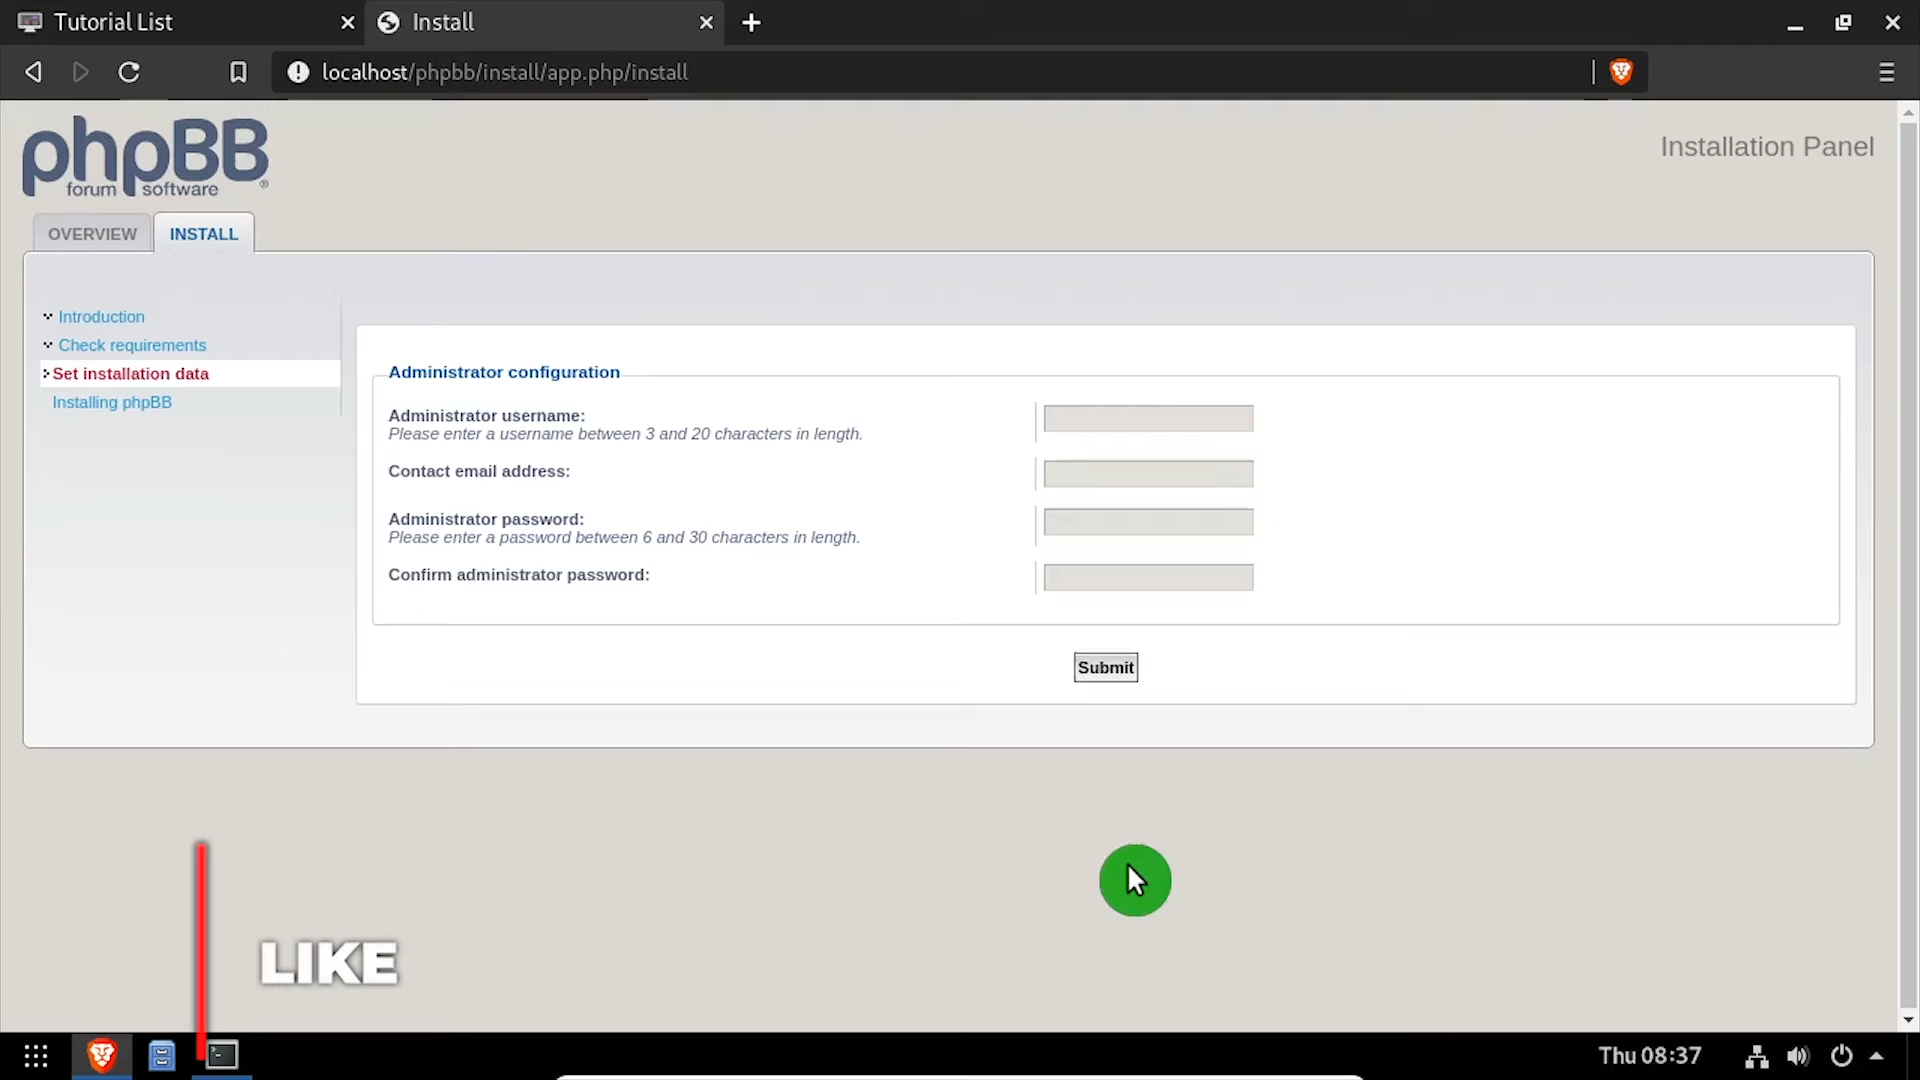 Tutorial List
Install
localhost/phpbb/install/app.php/install
phpBB
forum software ®
Installation Panel
OVERVIEW
INSTALL
Introduction
Check requirements
Set installation data
Installing phpBB
Administrator configuration
Administrator username:
Please enter a username between 3 and 20 characters in length.
Contact email address:
Administrator password:
Please enter a password between 6 and 30 characters in length.
Confirm administrator password:
Submit
LIKE
Thu 08:37